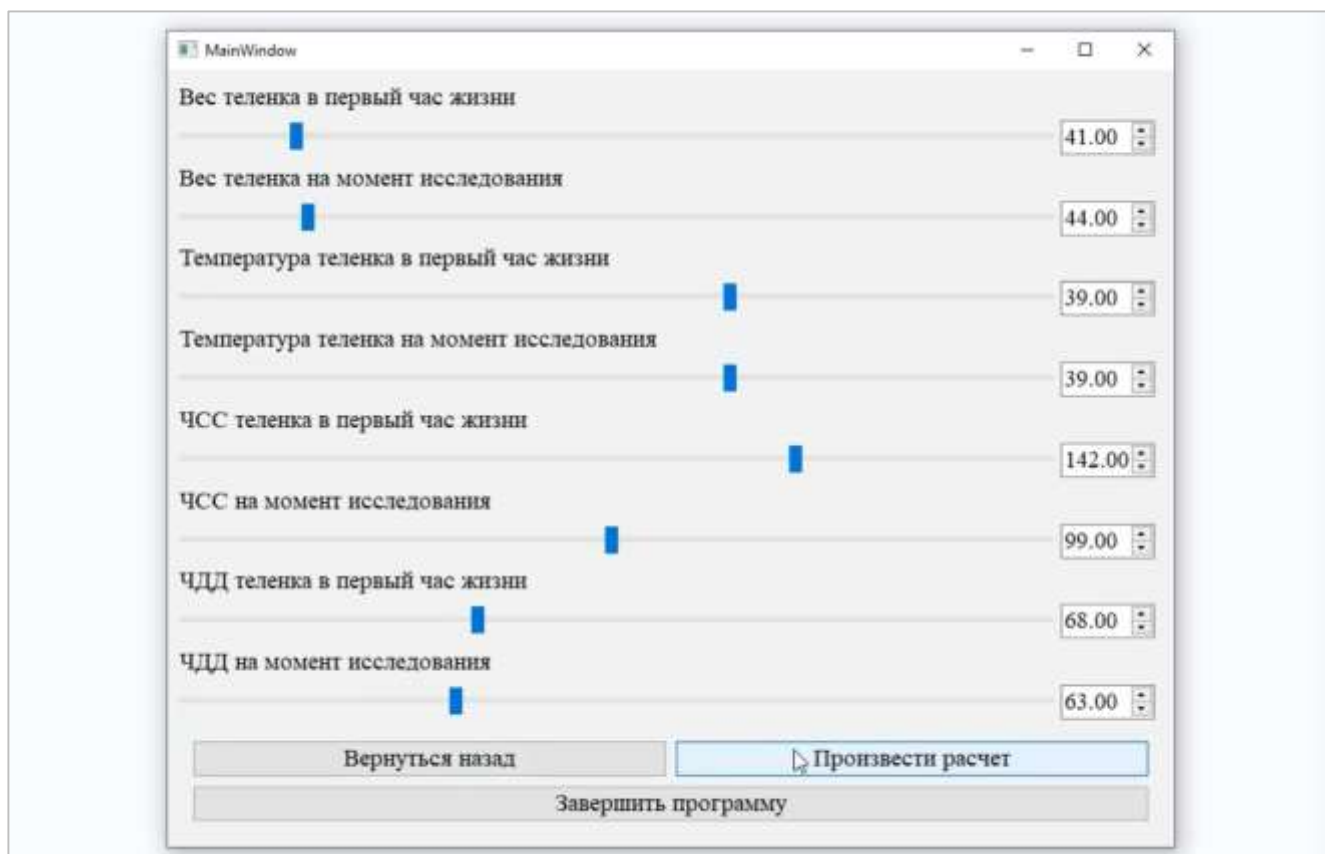 MainWindow
Вес теленка в первый час жизни
41.00
Вес теленка на момент исследования
44.00
Температура теленка в первый час жизни
39.00
Температура теленка на момент исследования
39.00
ЧСС теленка в первый час жизни
142.00
ЧСС на момент исследования
99.00
ЧДД теленка в первый час жизни
68.00
ЧДД на момент исследования
63.00
Вернуться назад Произвести расчет
Завершить программу